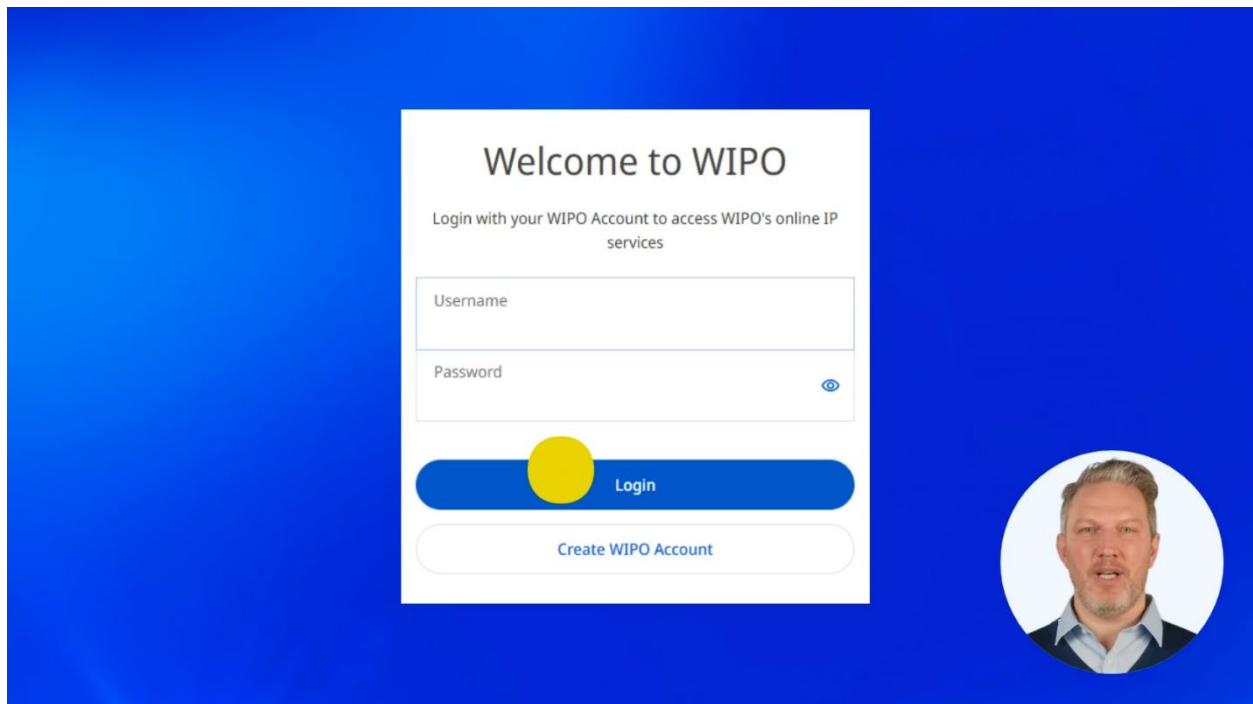 Welcome to WIPO
Login with your WIPO Account to access WIPO's online IP
services
Username
Password
Login
Create WIPO Account